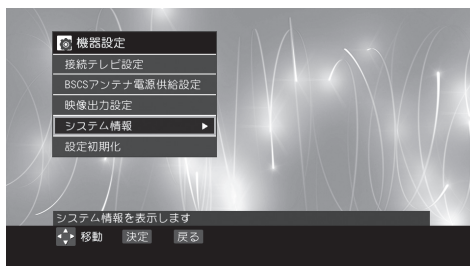 機器設定
接続テレビ設定
BSCSアンテナ電源供給設定
映像出力設定
システム情報
設定初期化
システム情報を表示します
移動 決定 戻る